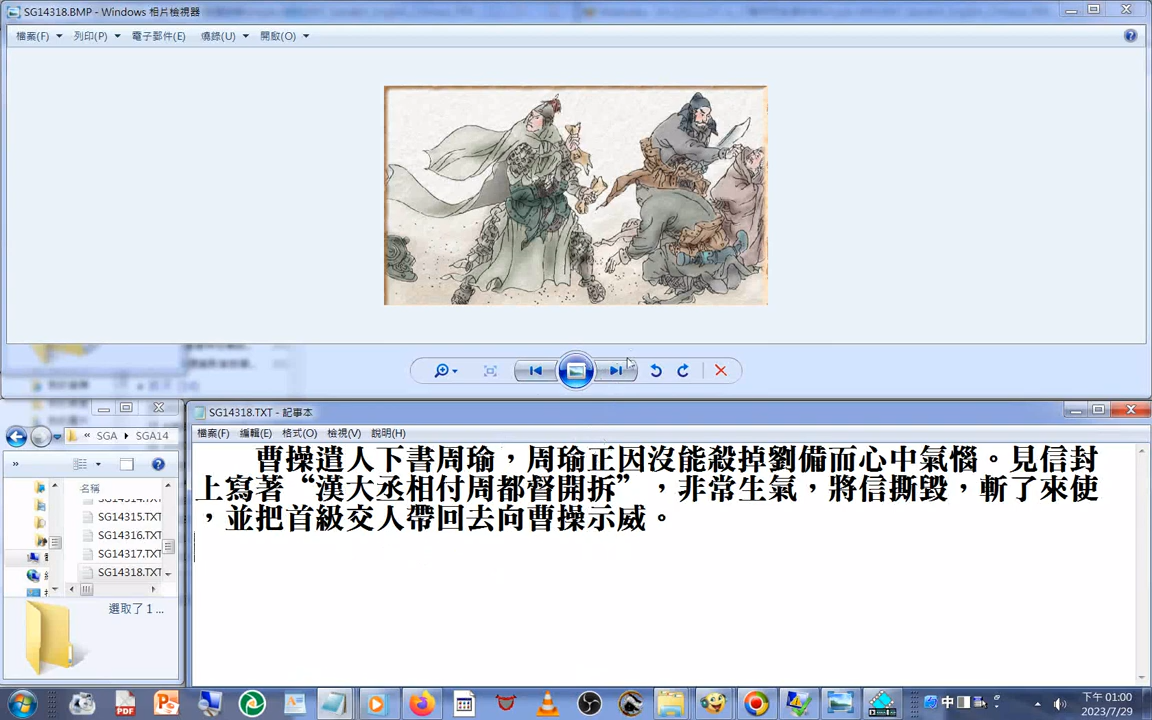 SG14318.BMP - Windows 相片檢視器
檔案(F) 列印(P) 電子郵件(E) 燒錄(U) 開啟(O)
SG14318.TXT - 記事本
檔案(F) 編輯(E) 格式(O) 檢視(V) 說明(H)
曹操遣人下書周瑜，周瑜正因沒能殺掉劉備而心中氣惱。見信封
上寫著“漢大丞相付周都督開拆”，非常生氣，將信撕毀，斬了來使
，並把首級交人帶回去向曹操示威。
« SGA SGA14
»
名稱
SG14315.TXT
SG14316.TXT
SG14317.TXT
SG14318.TXT
選取了 1 ...
PDF
中
下午 01:00
2023/7/29